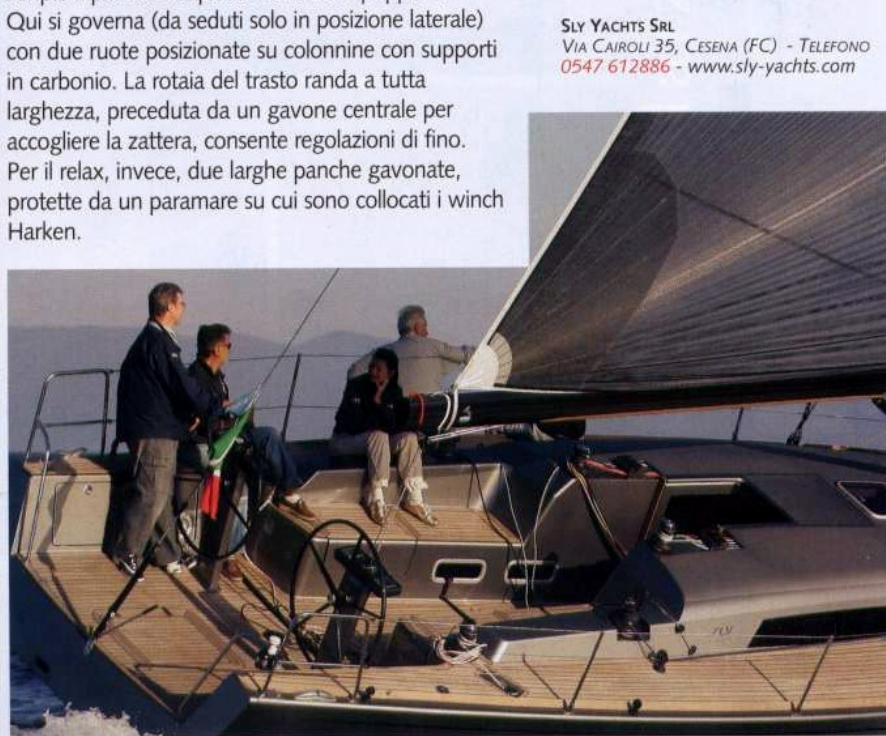 Qui si governa (da seduti solo in posizione laterale)
con due ruote posizionate su colonnine con supporti
in carbonio. La rotaia del trasto randa a tutta
larghezza, preceduta da un gavone centrale per
accogliere la zattera, consente regolazioni di fino.
Per il relax, invece, due larghe panche gavonate,
protette da un paramare su cui sono collocati i winch
Harken.
SLY YACHTS SRL
VIA CAIROLI 35, CESENA (FC) - TELEFONO
0547 612886 - www.sly-yachts.com